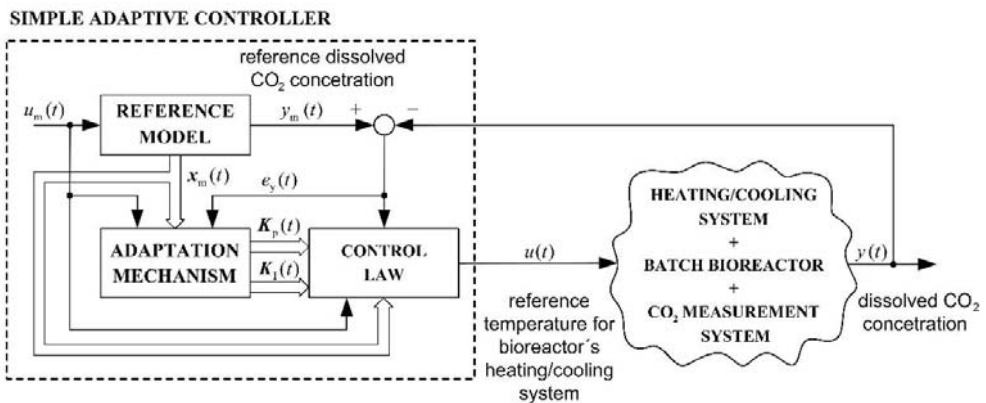 SIMPLE ADAPTIVE CONTROLLER
reference dissolved
CO₂ concetration
u_m(t)
REFERENCE
MODEL
y_m(t)
+
−
x_m(t)
e_y(t)
ADAPTATION
MECHANISM
K_p(t)
K_I(t)
CONTROL
LAW
u(t)
reference
temperature for
bioreactor´s
heating/cooling
system
HEATING/COOLING
SYSTEM
+
BATCH BIOREACTOR
+
CO₂ MEASUREMENT
SYSTEM
y(t)
dissolved CO₂
concetration